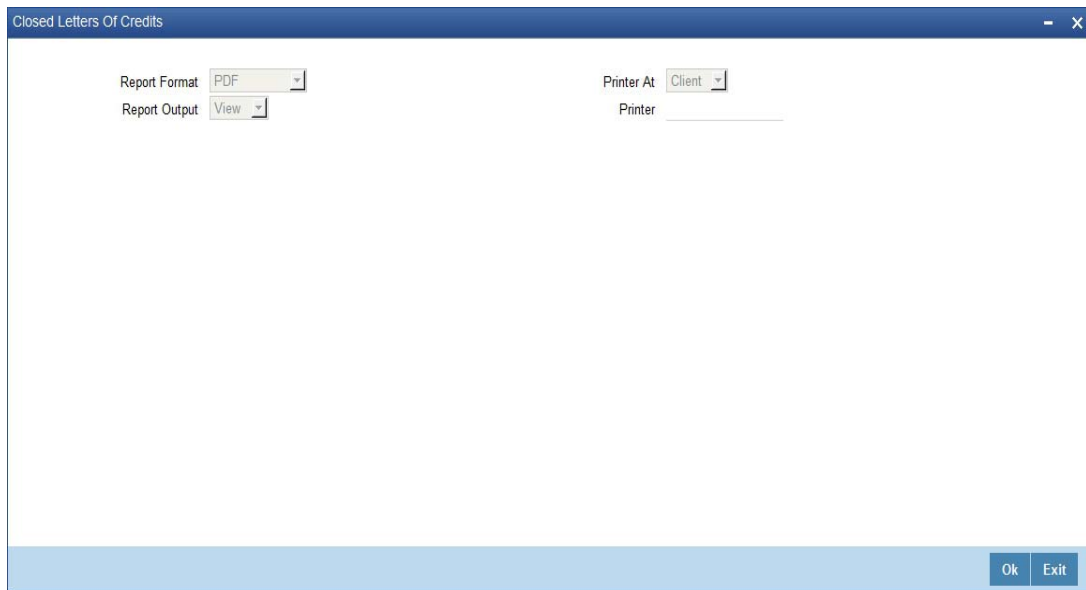 Closed Letters Of Credits
Report Format PDF
Printer At Client
Report Output View
Printer
Ok Exit